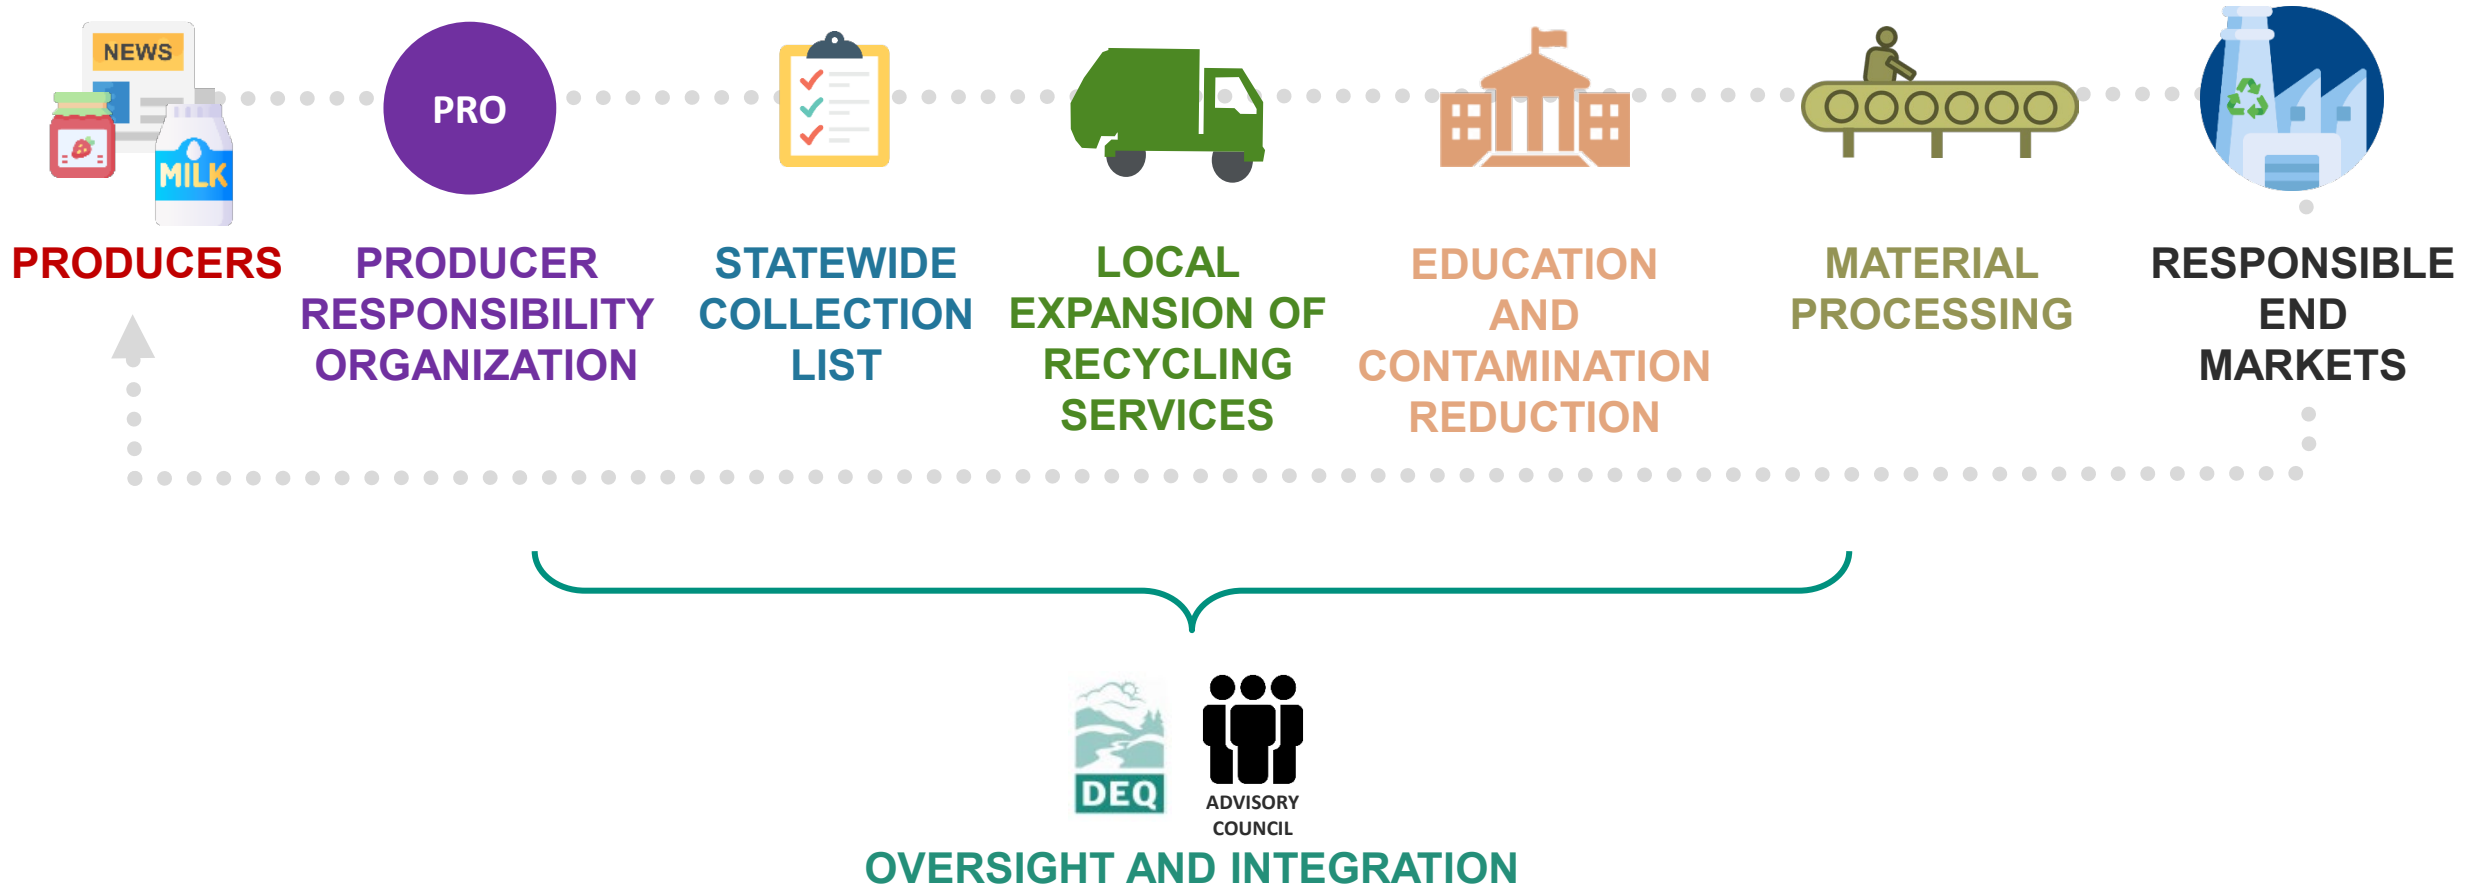 NEWS
MILK
PRO
PRODUCERS
PRODUCER
RESPONSIBILITY
ORGANIZATION
STATEWIDE
COLLECTION
LIST
LOCAL
EXPANSION OF
RECYCLING
SERVICES
EDUCATION
AND
CONTAMINATION
REDUCTION
MATERIAL
PROCESSING
RESPONSIBLE
END
MARKETS
DEQ
ADVISORY
COUNCIL
OVERSIGHT AND INTEGRATION